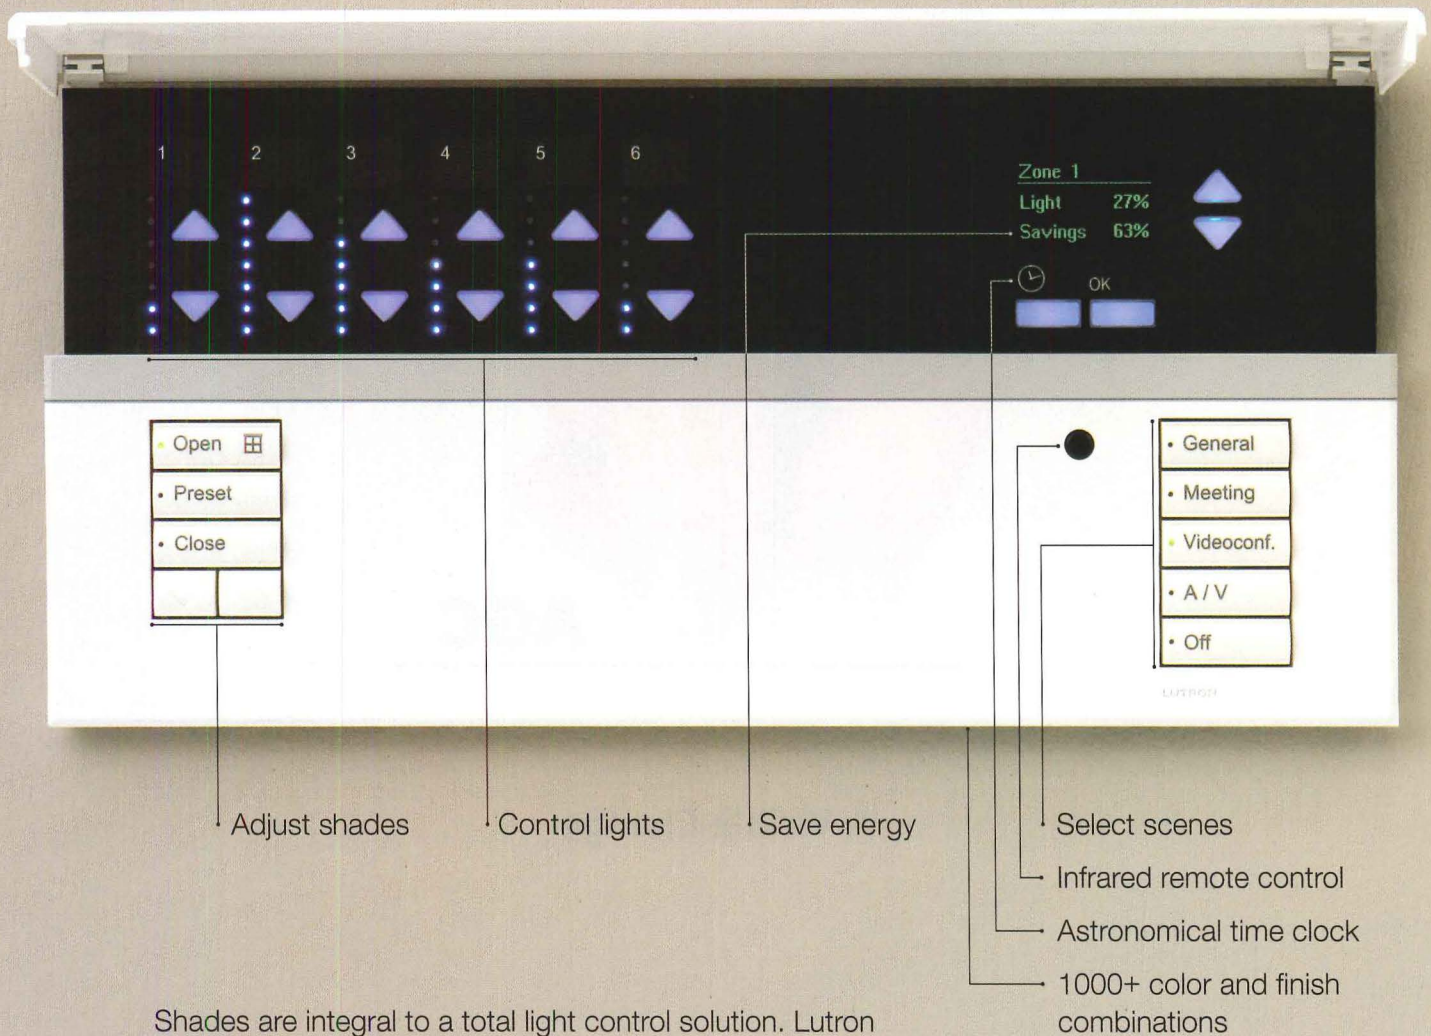 1 2 3 4 5 6
Zone 1
Light 27%
Savings 63%
OK
Open
Preset
Close
General
Meeting
Videoconf.
A / V
Off
LUTRON
Adjust shades
Control lights
Save energy
Select scenes
Infrared remote control
Astronomical time clock
1000+ color and finish
combinations
Shades are integral to a total light control solution. Lutron